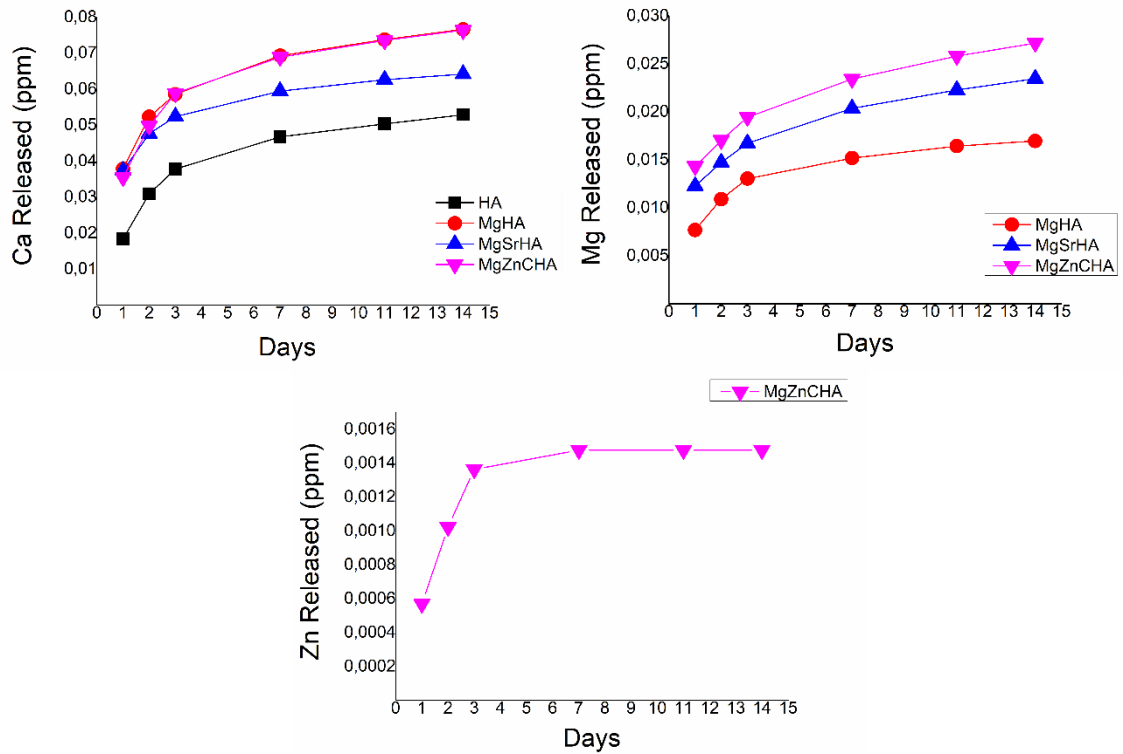 0,08
0,07
0,06
0,05
0,04
0,03
0,02
0,01
Ca Released (ppm)
HA
MgHA
MgSrHA
MgZnCHA
0 1 2 3 4 5 6 7 8 9 10 11 12 13 14 15
Days
0,030
0,025
0,020
0,015
0,010
0,005
Mg Released (ppm)
MgHA
MgSrHA
MgZnCHA
0 1 2 3 4 5 6 7 8 9 10 11 12 13 14 15
Days
MgZnCHA
0,0016
0,0014
0,0012
0,0010
0,0008
0,0006
0,0004
0,0002
Zn Released (ppm)
0 1 2 3 4 5 6 7 8 9 10 11 12 13 14 15
Days